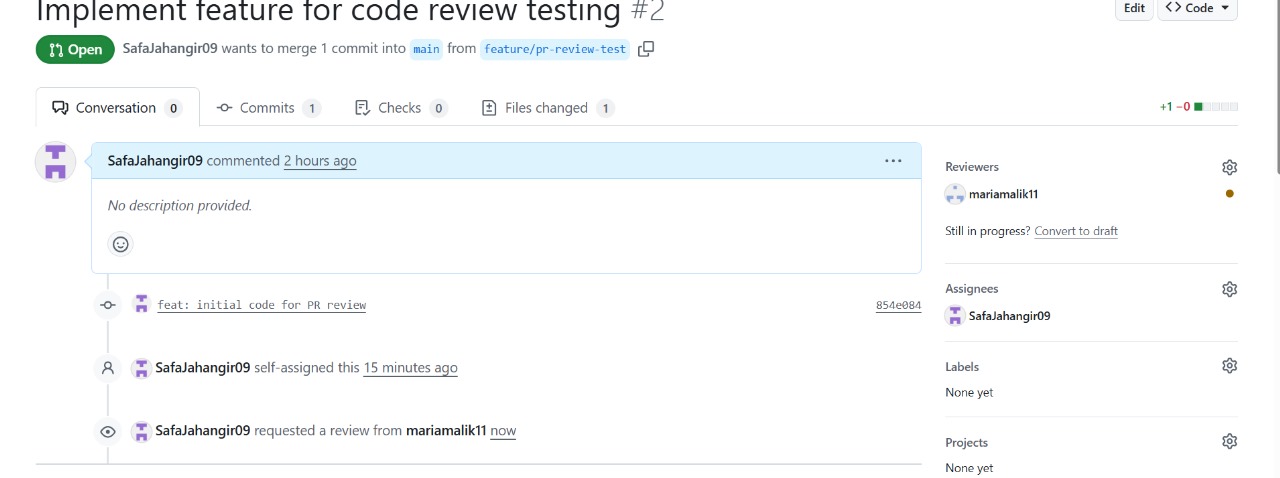 Implement feature for code review testing #2
Edit
Code
Open
SafaJahangir09 wants to merge 1 commit into main from feature/pr-review-test
Conversation 0
Commits 1
Checks 0
Files changed 1
+1 −0
SafaJahangir09 commented 2 hours ago
No description provided.
feat: initial code for PR review
854e084
SafaJahangir09 self-assigned this 15 minutes ago
SafaJahangir09 requested a review from mariamalik11 now
Reviewers
mariamalik11
Still in progress? Convert to draft
Assignees
SafaJahangir09
Labels
None yet
Projects
None yet